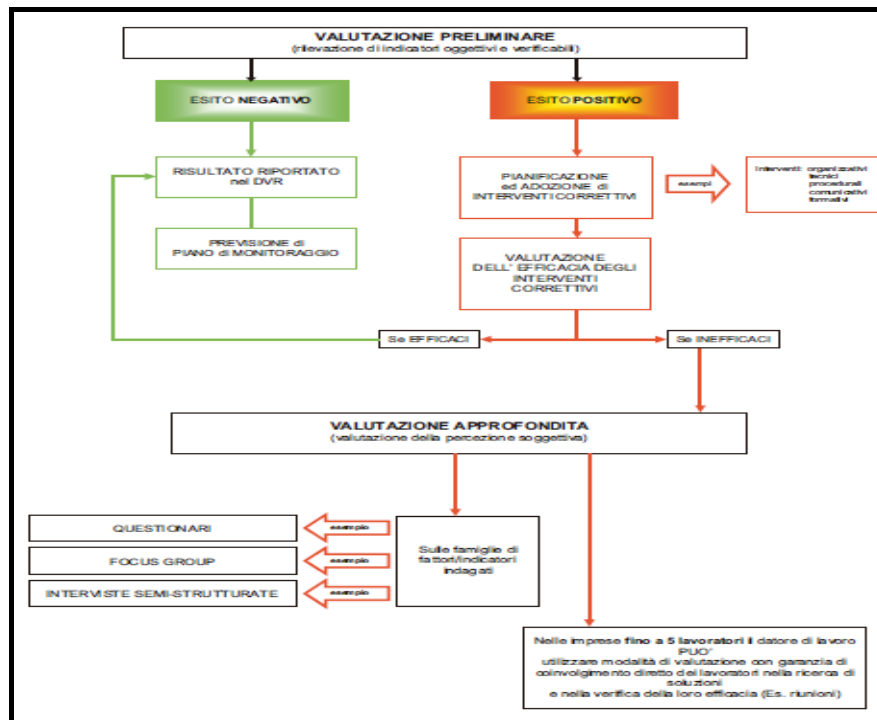 VALUTAZIONE PRELIMINARE
(rilevazione di indicatori oggettivi e verificabili)
ESITO NEGATIVO
ESITO POSITIVO
RISULTATO RIPORTATO
nel DVR
PIANIFICAZIONE
ed ADOZIONE di
INTERVENTI CORRETTIVI
esempi
Interventi: organizzativi
tecnici
procedurali
comunicativi
formativi
PREVISIONE di
PIANO di MONITORAGGIO
VALUTAZIONE
DELL' EFFICACIA DEGLI
INTERVENTI
CORRETTIVI
Se EFFICACI
Se INEFFICACI
VALUTAZIONE APPROFONDITA
(valutazione della percezione soggettiva)
QUESTIONARI
esempio
FOCUS GROUP
esempio
INTERVISTE SEMI-STRUTTURATE
esempio
Sulle famiglie di
fattori/indicatori
indagati
Nelle imprese fino a 5 lavoratori il datore di lavoro
PUO'
utilizzare modalità di valutazione con garanzia di
coinvolgimento diretto dei lavoratori nella ricerca di
soluzioni
e nella verifica della loro efficacia (Es. riunioni)